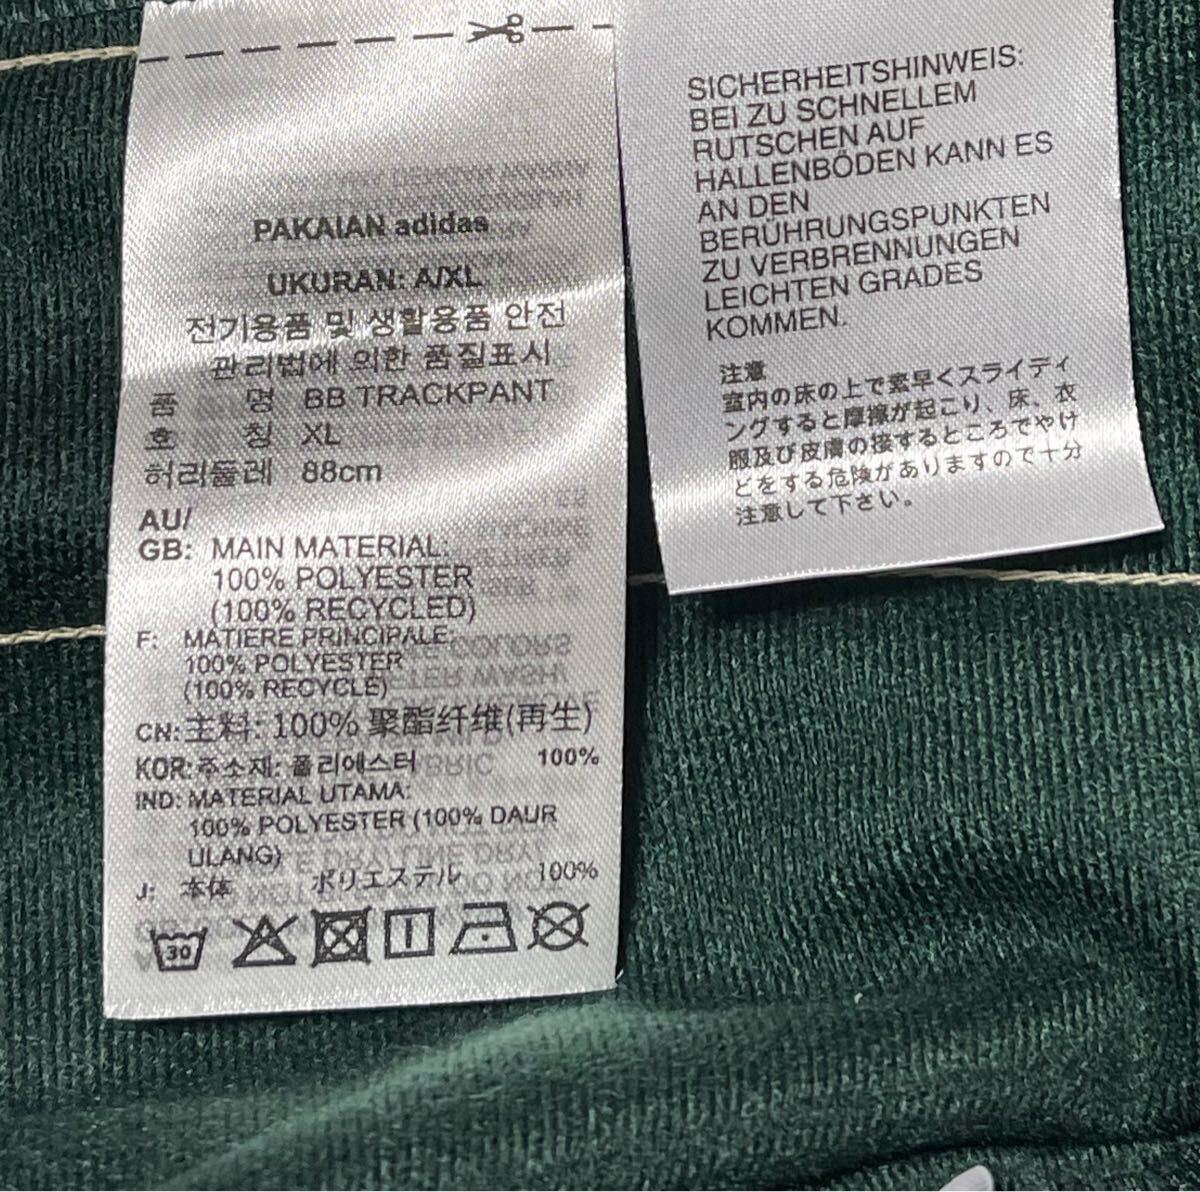 PAKAIAN adidas
UKURAN: A/XL
전기용품 및 생활용품 안전
관리법에 의한 품질표시
품 명 BB TRACKPANT
호 칭 XL
허리둘레 88cm
AU/
GB: MAIN MATERIAL:
100% POLYESTER
(100% RECYCLED)
F: MATIERE PRINCIPALE:
100% POLYESTER
(100% RECYCLE)
CN:主料: 100% 聚酯纤维(再生)
KOR:주소재: 폴리에스터 100%
IND: MATERIAL UTAMA:
100% POLYESTER (100% DAUR
ULANG)
J: 本体 ポリエステル 100%
30
SICHERHEITSHINWEIS:
BEI ZU SCHNELLEM
RUTSCHEN AUF
HALLENBÖDEN KANN ES
AN DEN
BERÜHRUNGSPUNKTEN
ZU VERBRENNUNGEN
LEICHTEN GRADES
KOMMEN.
注意
室内の床の上で素早くスライディ
ングすると摩擦が起こり、床、衣
服及び皮膚の接するところでやけ
どをする危険がありますので十分
注意して下さい。